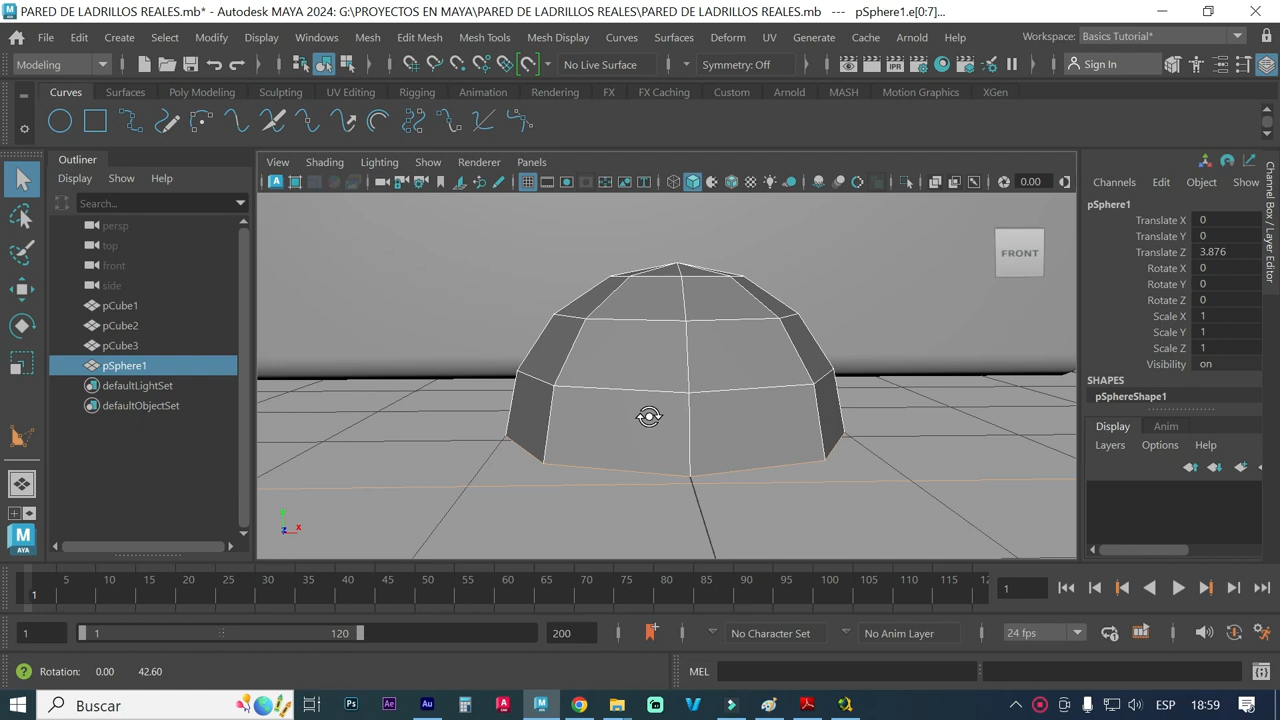 PARED DE LADRILLOS REALES.mb* - Autodesk MAYA 2024: G:\PROYECTOS EN MAYA\PARED DE LADRILLOS REALES\PARED DE LADRILLOS REALES.mb --- pSphere1.e[0:7]...
File Edit Create Select Modify Display Windows Mesh Edit Mesh Mesh Tools Mesh Display Curves Surfaces Deform UV Generate Cache Arnold Help Workspace: Basics Tutorial*
Modeling No Live Surface Symmetry: Off IPR Sign In
Curves Surfaces Poly Modeling Sculpting UV Editing Rigging Animation Rendering FX FX Caching Custom Arnold MASH Motion Graphics XGen
Outliner
Display Show Help
Search...
persp
top
front
side
pCube1
pCube2
pCube3
pSphere1
defaultLightSet
defaultObjectSet
View Shading Lighting Show Renderer Panels
0.00
FRONT
y
z x
Channels Edit Object Show
pSphere1
Translate X 0
Translate Y 0
Translate Z 3.876
Rotate X 0
Rotate Y 0
Rotate Z 0
Scale X 1
Scale Y 1
Scale Z 1
Visibility on
SHAPES
pSphereShape1
Display Anim
Layers Options Help
Channel Box / Layer Editor
M
AYA
5 10 15 20 25 30 35 40 45 50 55 60 65 70 75 80 85 90 95 100 105 110 115 12
1
1
1 1 120 200 No Character Set No Anim Layer 24 fps
Rotation: 0.00 42.60 MEL
Buscar Ps Ae Au A M V ESP 18:59